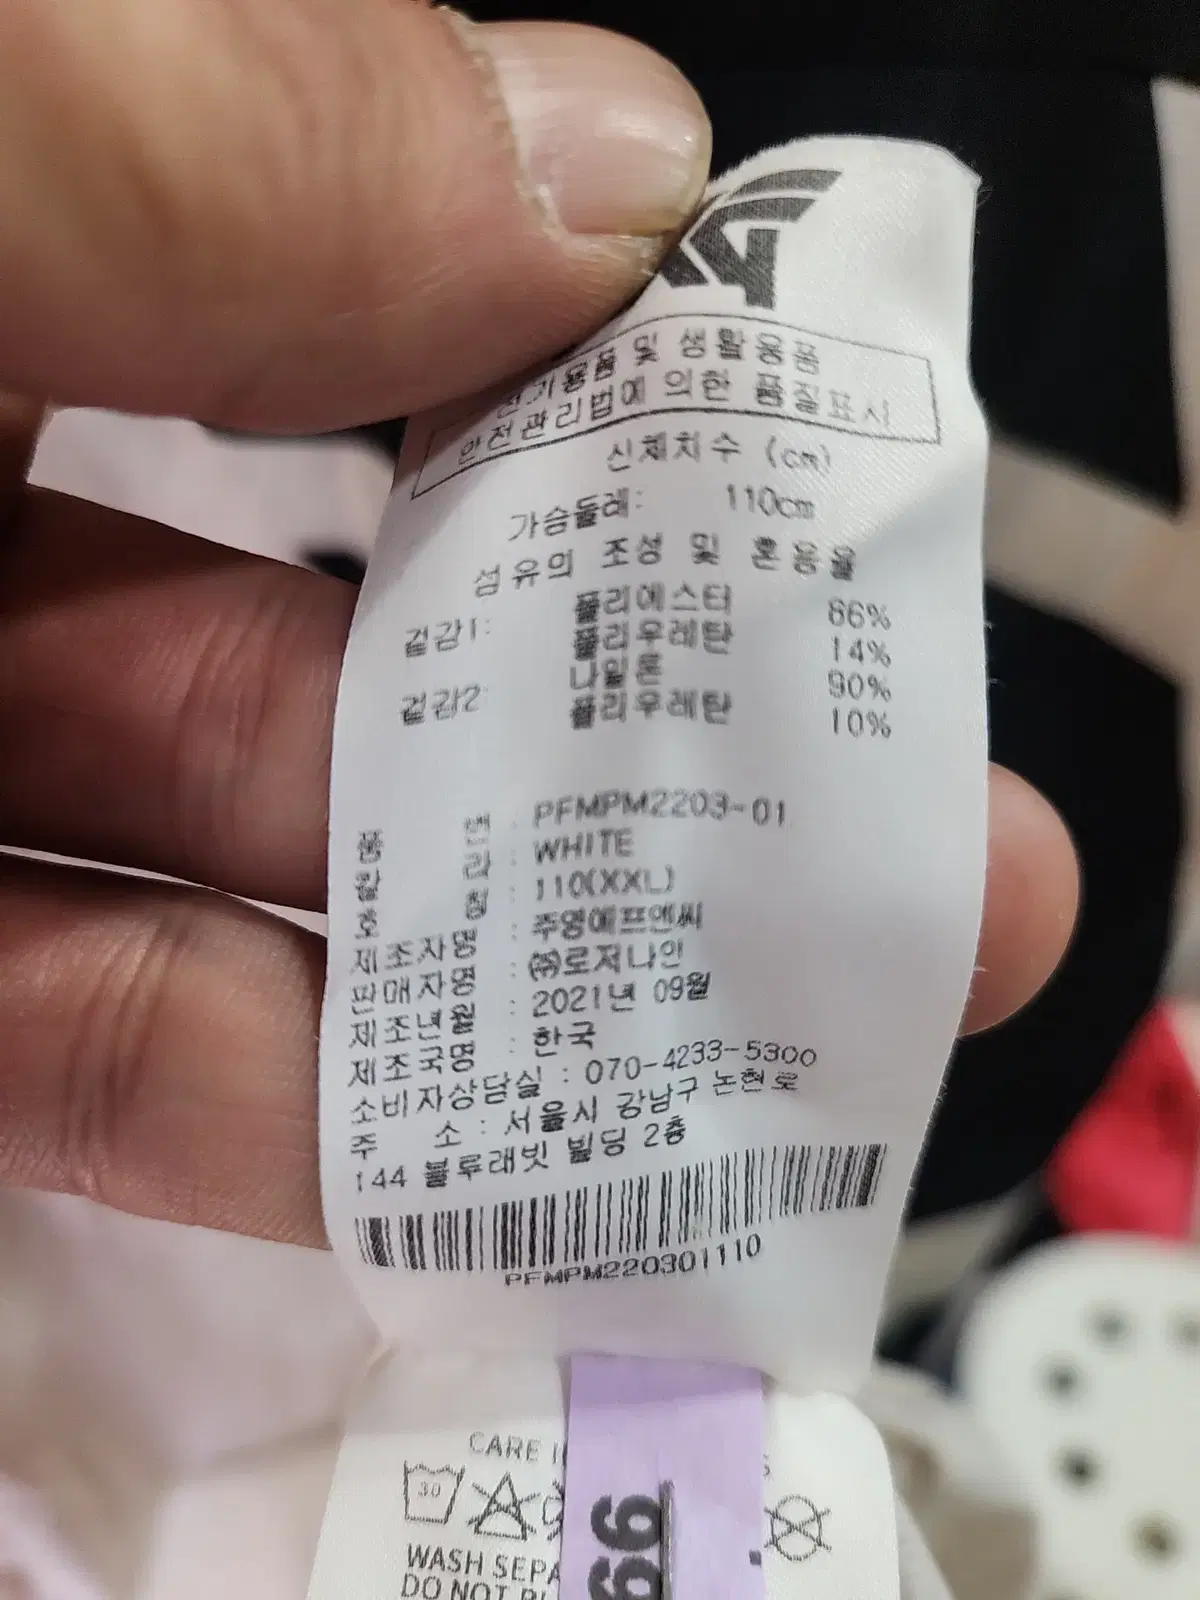 전기용품 및 생활용품
안전관리법에 의한 품질표시
신체치수 (cm)
가슴둘레: 110cm
섬유의 조성 및 혼용율
겉감1: 폴리에스터 86%
폴리우레탄 14%
겉감2: 나일론 90%
폴리우레탄 10%
품 번 : PFMPM2203-01
칼 라 : WHITE
호 칭 : 110(XXL)
제조자명 : 주영에프앤씨
판매자명 : ㈜로저나인
제조년월 : 2021년 09월
제조국명 : 한국
소비자상담실 : 070-4233-5300
주 소 : 서울시 강남구 논현로
144 블루래빗 빌딩 2층
PFMPM220301110
CARE
30
WASH
DO NOT